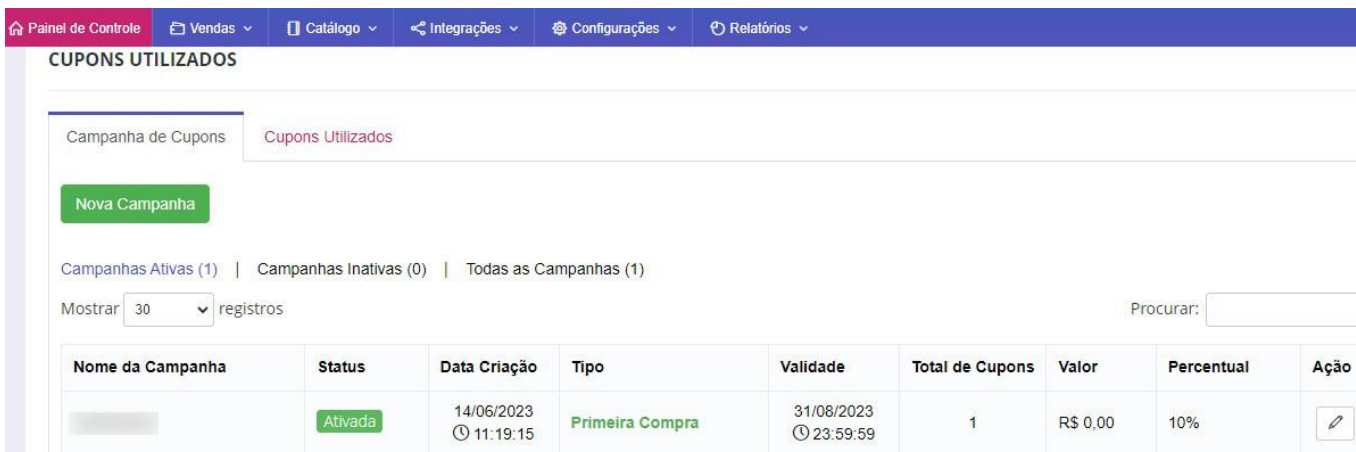 Painel de Controle Vendas Catálogo Integrações Configurações Relatórios
CUPONS UTILIZADOS
Campanha de Cupons Cupons Utilizados
Nova Campanha
Campanhas Ativas (1) | Campanhas Inativas (0) | Todas as Campanhas (1)
Mostrar 30 registros Procurar:
Nome da Campanha Status Data Criação Tipo Validade Total de Cupons Valor Percentual Ação
Ativada 14/06/2023 11:19:15 Primeira Compra 31/08/2023 23:59:59 1 R$ 0,00 10%